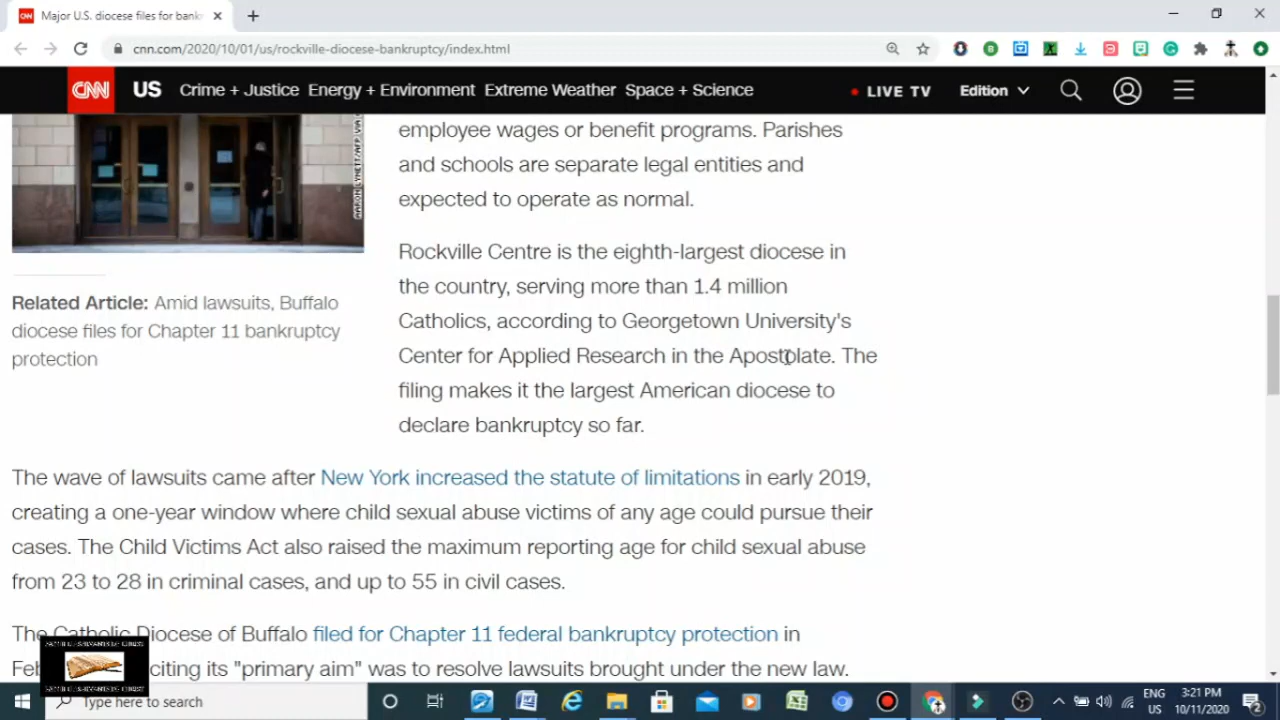 Major U.S. diocese files for bank
cnn.com/2020/10/01/us/rockville-diocese-bankruptcy/index.html
CNN US Crime + Justice Energy + Environment Extreme Weather Space + Science LIVE TV Edition
employee wages or benefit programs. Parishes
and schools are separate legal entities and
expected to operate as normal.
Rockville Centre is the eighth-largest diocese in
the country, serving more than 1.4 million
Catholics, according to Georgetown University's
Center for Applied Research in the Apostolate. The
filing makes it the largest American diocese to
declare bankruptcy so far.
Related Article: Amid lawsuits, Buffalo
diocese files for Chapter 11 bankruptcy
protection
The wave of lawsuits came after New York increased the statute of limitations in early 2019,
creating a one-year window where child sexual abuse victims of any age could pursue their
cases. The Child Victims Act also raised the maximum reporting age for child sexual abuse
from 23 to 28 in criminal cases, and up to 55 in civil cases.
The Catholic Diocese of Buffalo filed for Chapter 11 federal bankruptcy protection in
citing its "primary aim" was to resolve lawsuits brought under the new law.
Type here to search
ENG
US
3:21 PM
10/11/2020
2